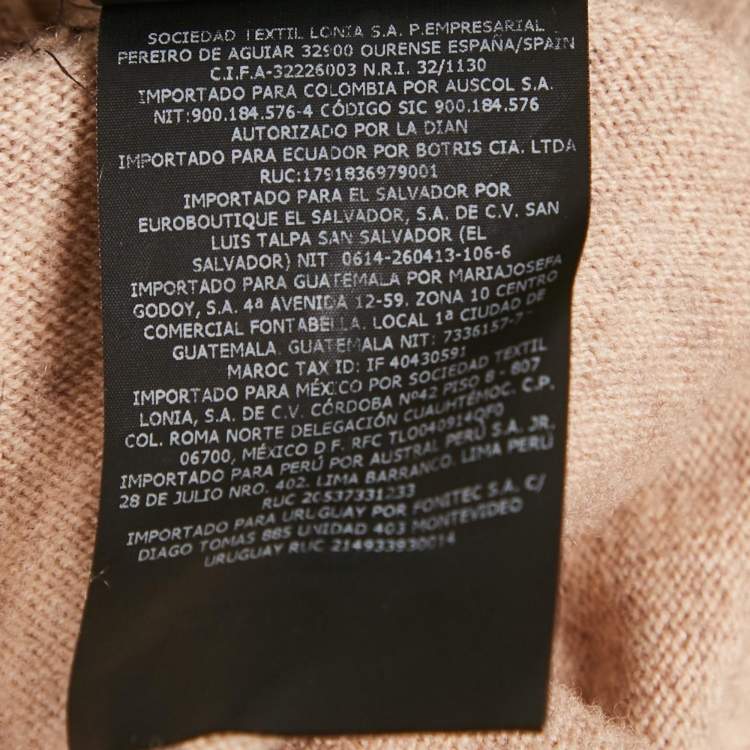 SOCIEDAD TEXTIL LONIA S.A. P.EMPRESARIAL
PEREIRO DE AGUIAR 32900 OURENSE ESPAÑA/SPAIN
C.I.F.A-32226003 N.R.I. 32/1130
IMPORTADO PARA COLOMBIA POR AUSCOL S.A.
NIT:900.184.576-4 CÓDIGO SIC 900.184.576
AUTORIZADO POR LA DIAN
IMPORTADO PARA ECUADOR POR BOTRIS CIA. LTDA
RUC:1791836979001
IMPORTADO PARA EL SALVADOR POR
EUROBOUTIQUE EL SALVADOR, S.A. DE C.V. SAN
LUIS TALPA SAN SALVADOR (EL
SALVADOR) NIT 0614-260413-106-6
IMPORTADO PARA GUATEMALA POR MARIAJOSEFA
GODOY, S.A. 4ª AVENIDA 12-59. ZONA 10 CENTRO
COMERCIAL FONTABELLA. LOCAL 1ª CIUDAD DE
GUATEMALA. GUATEMALA NIT:
MAROC TAX ID: IF 40430591
IMPORTADO PARA MÉXICO POR SOCIEDAD TEXTIL
LONIA, S.A. DE C.V. CÓRDOBA Nº42 PISO 8 - 807
COL. ROMA NORTE DELEGACIÓN CUAUHTÉMOC. C.P.
06700, MÉXICO D F. RFC TL0040914QF0
IMPORTADO PARA PERÚ POR AUSTRAL PERÚ S.A. JR.
28 DE JULIO NRO. 402. LIMA BARRANCO. LIMA PERÚ
RUC 20537331233
IMPORTADO PARA URUGUAY POR FONITEC S.A. C/
DIAGO TOMAS 885 UNIDAD 403 MONTEVIDEO
URUGUAY RUC 214933930014